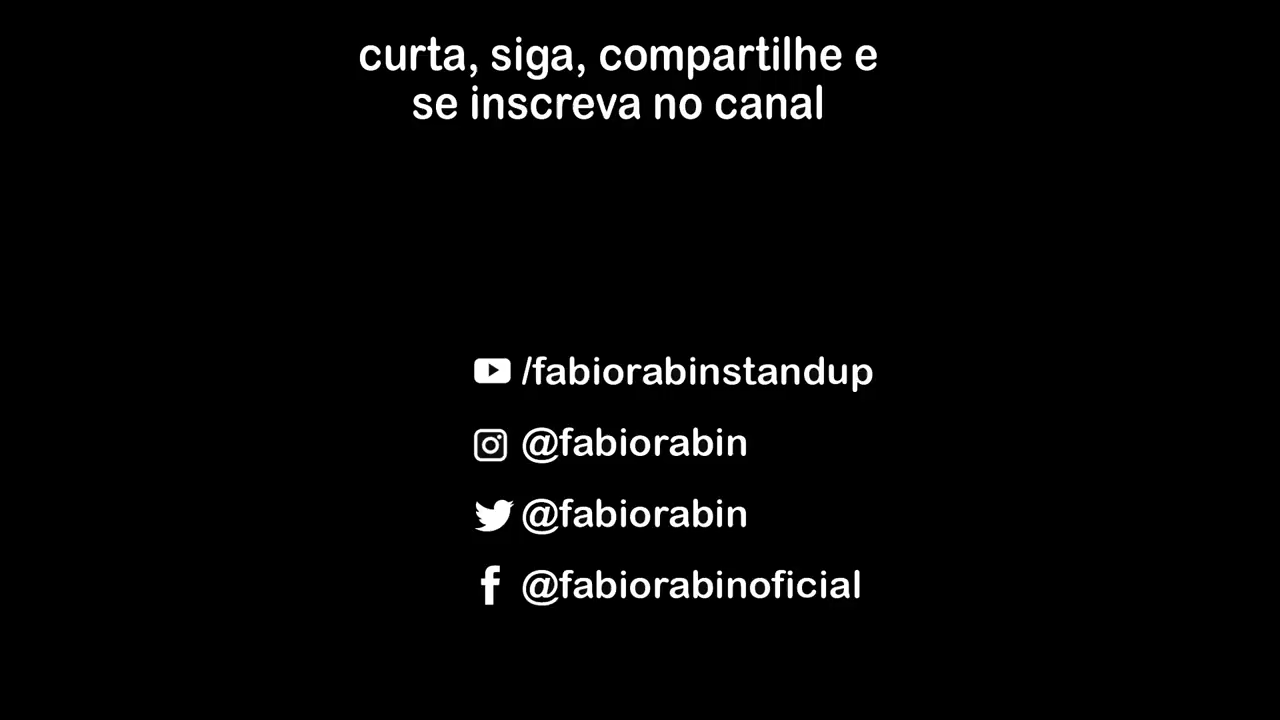 curta, siga, compartilhe e
se inscreva no canal
/fabiorabinstandup
@fabiorabin
@fabiorabin
@fabiorabinoficial